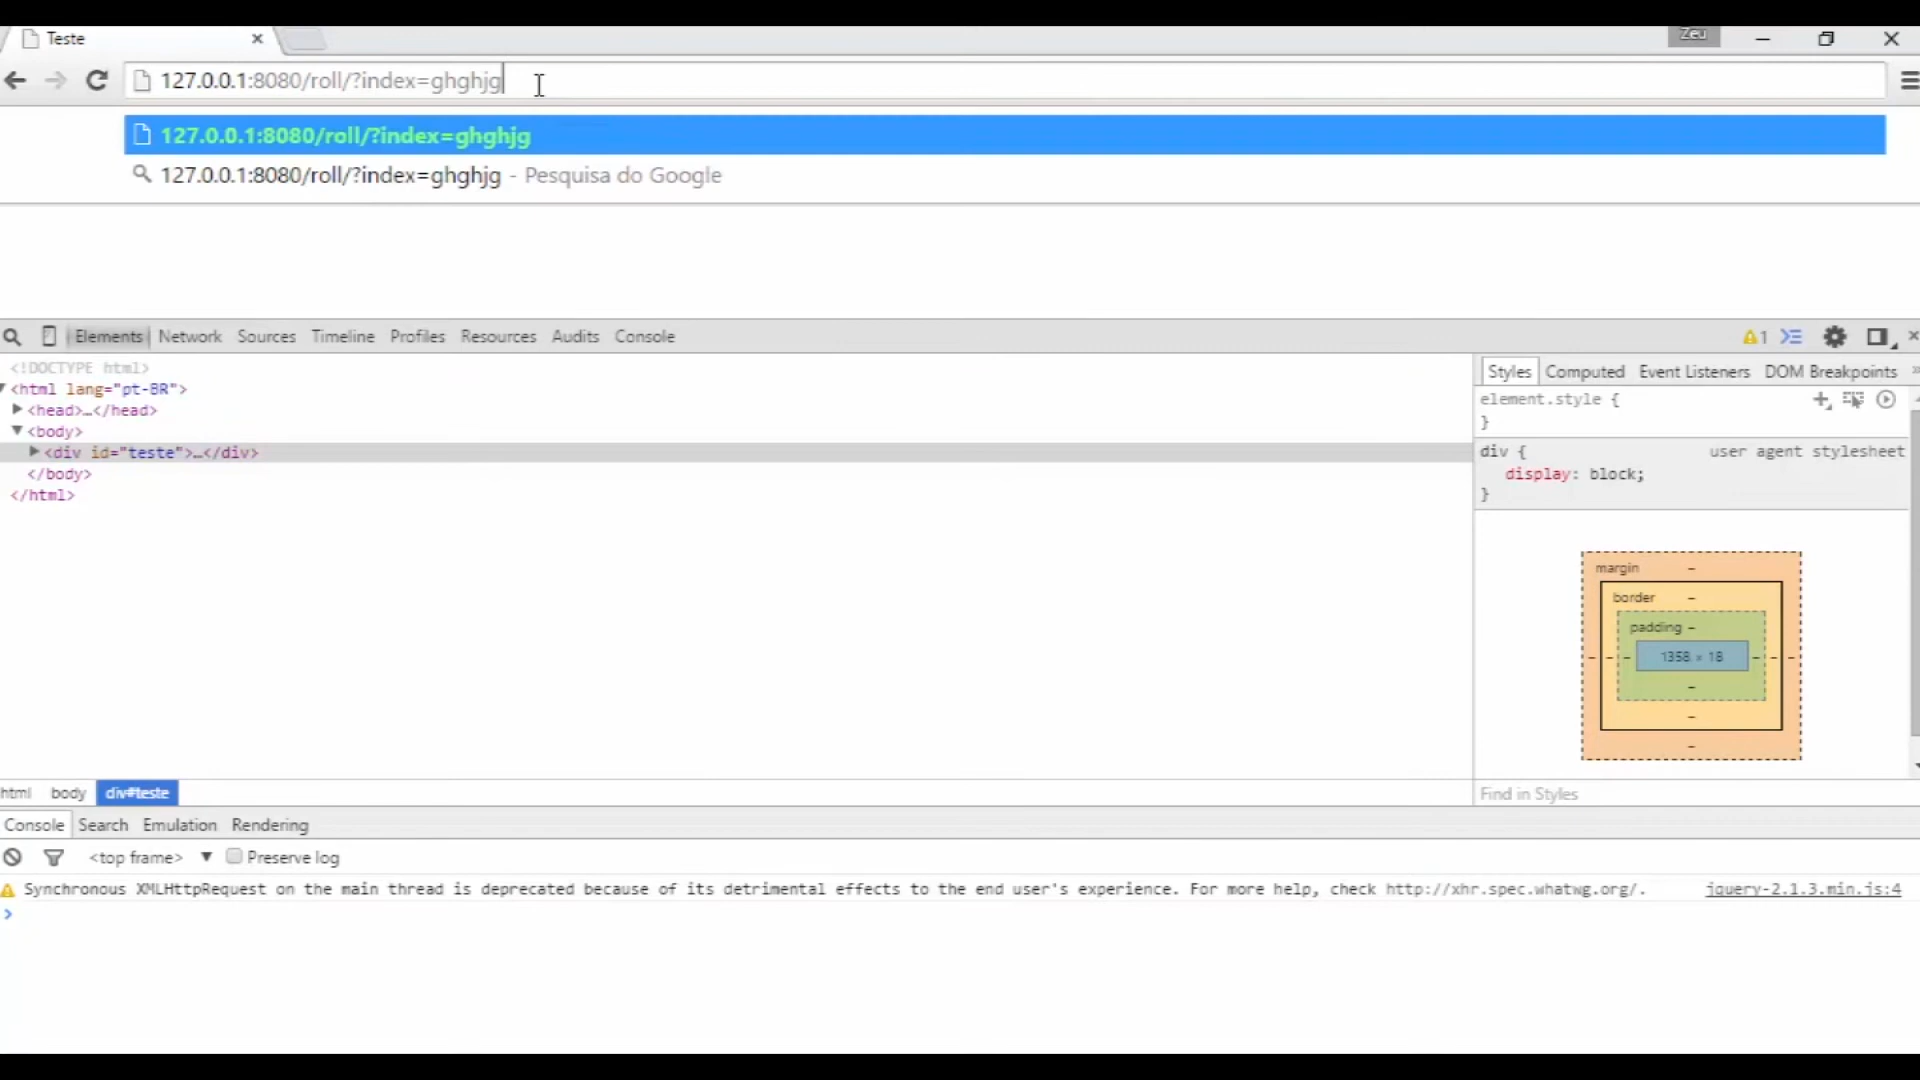 Teste
Zeu
127.0.0.1:8080/roll/?index=ghghjg
127.0.0.1:8080/roll/?index=ghghjg
127.0.0.1:8080/roll/?index=ghghjg - Pesquisa do Google
Elements Network Sources Timeline Profiles Resources Audits Console
1
<!DOCTYPE html>
<html lang="pt-BR">
<head>…</head>
<body>
<div id="teste">…</div>
</body>
</html>
Styles Computed Event Listeners DOM Breakpoints »
element.style {
}
div { user agent stylesheet
display: block;
}
margin –
border –
padding –
– – – 1358 × 18 – – –
–
–
–
html body div#teste
Find in Styles
Console Search Emulation Rendering
<top frame> ▼ Preserve log
Synchronous XMLHttpRequest on the main thread is deprecated because of its detrimental effects to the end user's experience. For more help, check http://xhr.spec.whatwg.org/. jquery-2.1.3.min.js:4
>